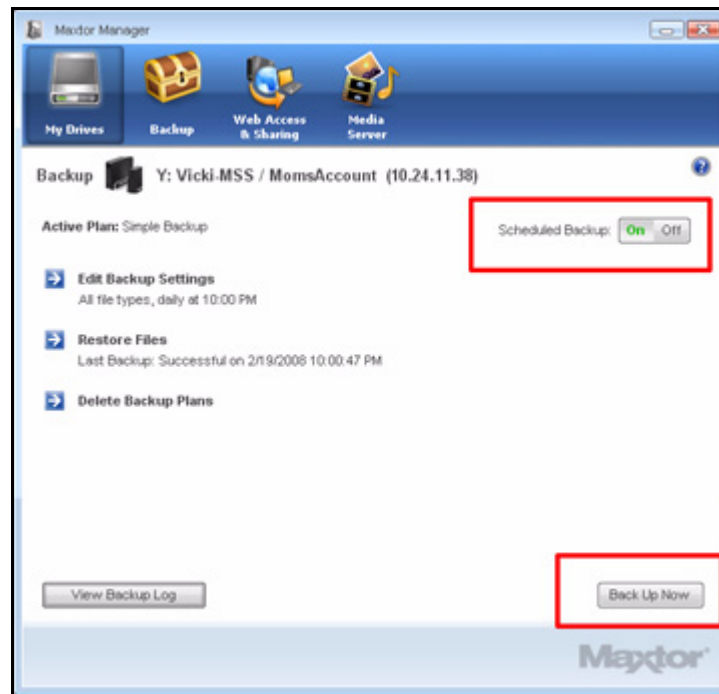 Maxtor Manager
My Drives
Backup
Web Access
& Sharing
Media
Server
Backup Y: Vicki-MSS / MomsAccount (10.24.11.38)
?
Active Plan: Simple Backup
Scheduled Backup: On Off
Edit Backup Settings
All file types, daily at 10:00 PM
Restore Files
Last Backup: Successful on 2/19/2008 10:00:47 PM
Delete Backup Plans
View Backup Log
Back Up Now
Maxtor